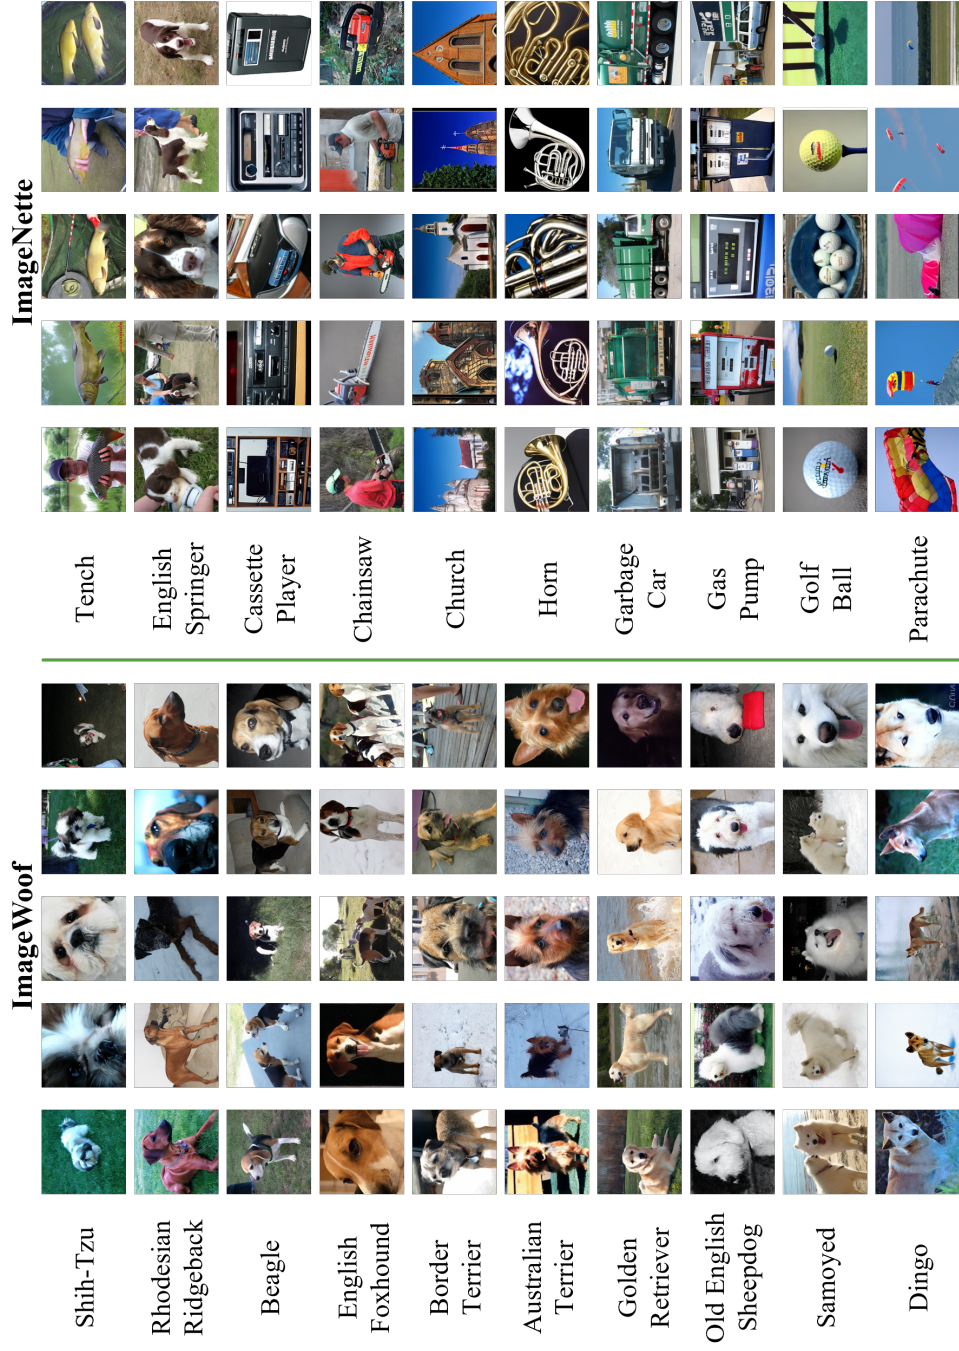 ImageWoof
Shih-Tzu
Rhodesian
Ridgeback
Beagle
English
Foxhound
Border
Terrier
Australian
Terrier
Golden
Retriever
Old English
Sheepdog
Samoyed
Dingo
ImageNette
Tench
English
Springer
Cassette
Player
Chainsaw
Church
Horn
Garbage
Car
Gas
Pump
Golf
Ball
Parachute